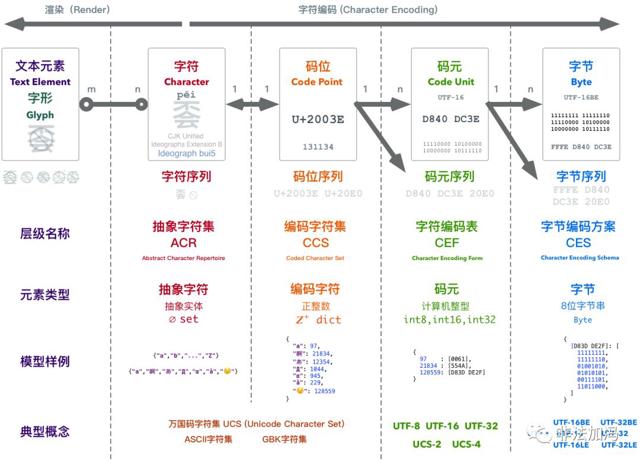 渲染（Render）
字符编码 (Character Encoding)
文本元素
Text Element
字形
Glyph
m
n
字符
Character
pēi
CJK Unified
Ideographs Extension B
Ideograph bui5
字符序列
1
1
码位
Code Point
U+2003E
131134
码位序列
U+2003E U+20E0
1
n
码元
Code Unit
UTF-16
D840 DC3E
11011000 10100000
10000000 10111110
码元序列
D840 DC3E 20E0
1
n
字节
Byte
UTF-16BE
11111111 11111110
11110000 10100000
10000000 10111110
FFFE D840 DC3E
字节序列
FFFE D840
DC3E 20E0
层级名称
抽象字符集
ACR
Abstract Character Repertoire
编码字符集
CCS
Coded Character Set
字符编码表
CEF
Character Encoding Form
字节编码方案
CES
Character Encoding Schema
元素类型
抽象字符
抽象实体
∅ set
编码字符
正整数
Z⁺ dict
码元
计算机整型
int8,int16,int32
字节
8位字节串
Byte
模型样例
{"a","b","...","Z"}
{
"a": 97,
"啊": 21834,
"あ": 12354,
"Д": 1044,
"α": 945,
"å": 229,
128559
}
{
97 : [0061],
21834 : [554A],
128559: [D83D DE2F]
}
{
[D83D DE2F]: [
11111111,
11111110,
01001010,
01010101,
00111101,
11011000,
]
}
典型概念
万国码字符集 UCS (Unicode Character Set)
ASCII字符集 GBK字符集
UTF-8 UTF-16 UTF-32
UCS-2 UCS-4
UTF-16BE UTF-32BE
UTF-16LE UTF-32LE
非法加冯